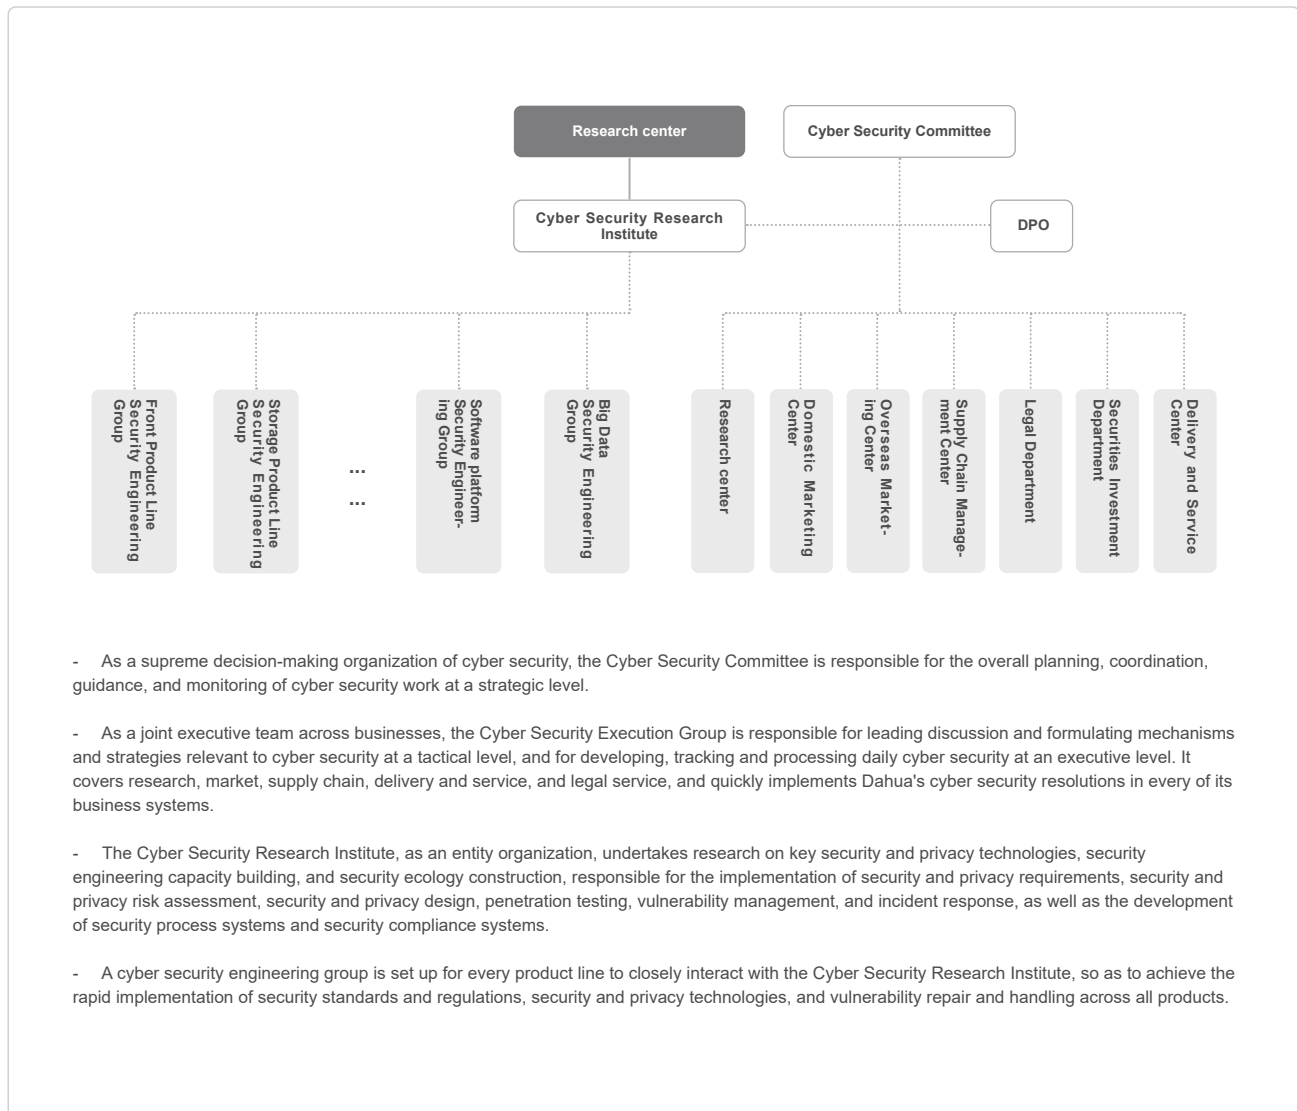 Research center
Cyber Security Committee
Cyber Security Research
Institute
DPO
Front Product Line
Security Engineering
Group
Storage Product Line
Security Engineering
Group
...
...
Software platform
Security Engineer-
ing Group
Big Data
Security Engineering
Group
Research center
Domestic Marketing
Center
Overseas Market-
ing Center
Supply Chain Manage-
ment Center
Legal Department
Securities Investment
Department
Delivery and Service
Center
- As a supreme decision-making organization of cyber security, the Cyber Security Committee is responsible for the overall planning, coordination,
guidance, and monitoring of cyber security work at a strategic level.
- As a joint executive team across businesses, the Cyber Security Execution Group is responsible for leading discussion and formulating mechanisms
and strategies relevant to cyber security at a tactical level, and for developing, tracking and processing daily cyber security at an executive level. It
covers research, market, supply chain, delivery and service, and legal service, and quickly implements Dahua's cyber security resolutions in every of its
business systems.
- The Cyber Security Research Institute, as an entity organization, undertakes research on key security and privacy technologies, security
engineering capacity building, and security ecology construction, responsible for the implementation of security and privacy requirements, security and
privacy risk assessment, security and privacy design, penetration testing, vulnerability management, and incident response, as well as the development
of security process systems and security compliance systems.
- A cyber security engineering group is set up for every product line to closely interact with the Cyber Security Research Institute, so as to achieve the
rapid implementation of security standards and regulations, security and privacy technologies, and vulnerability repair and handling across all products.